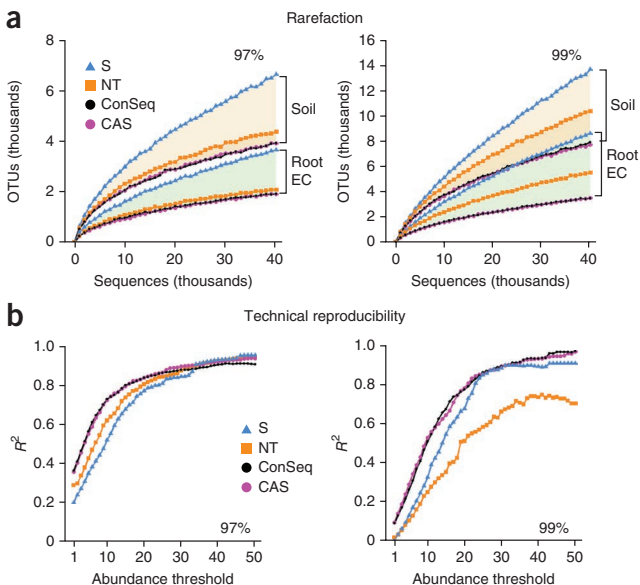 a
Rarefaction
97%
S
NT
ConSeq
CAS
Soil
Root
EC
OTUs (thousands)
8
6
4
2
0
0 10 20 30 40
Sequences (thousands)
99%
Soil
Root
EC
OTUs (thousands)
16
14
12
10
8
6
4
2
0
0 10 20 30 40
Sequences (thousands)
b
Technical reproducibility
R²
1.0
0.8
0.6
0.4
0.2
0
S
NT
ConSeq
CAS
97%
1 10 20 30 40 50
Abundance threshold
R²
1.0
0.8
0.6
0.4
0.2
0
99%
1 10 20 30 40 50
Abundance threshold